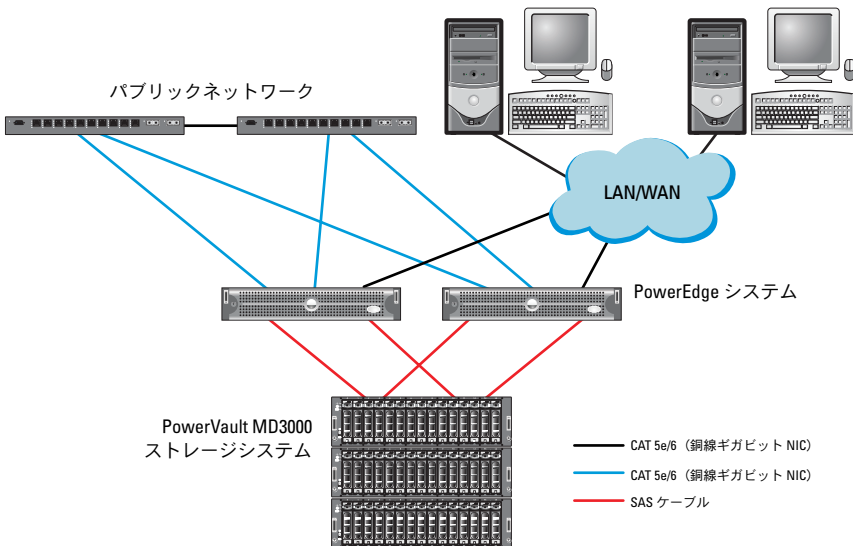 パブリックネットワーク
LAN/WAN
PowerEdge システム
PowerVault MD3000
ストレージシステム
CAT 5e/6（銅線ギガビット NIC）
CAT 5e/6（銅線ギガビット NIC）
SAS ケーブル